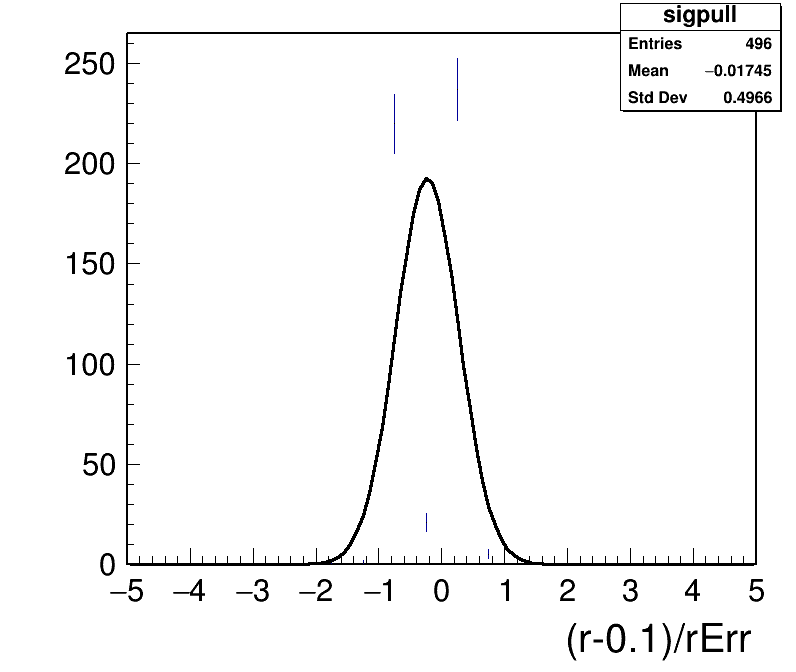 sigpull
Entries 496
Mean −0.01745
Std Dev 0.4966
250
200
150
100
50
0
−5 −4 −3 −2 −1 0 1 2 3 4 5
(r-0.1)/rErr